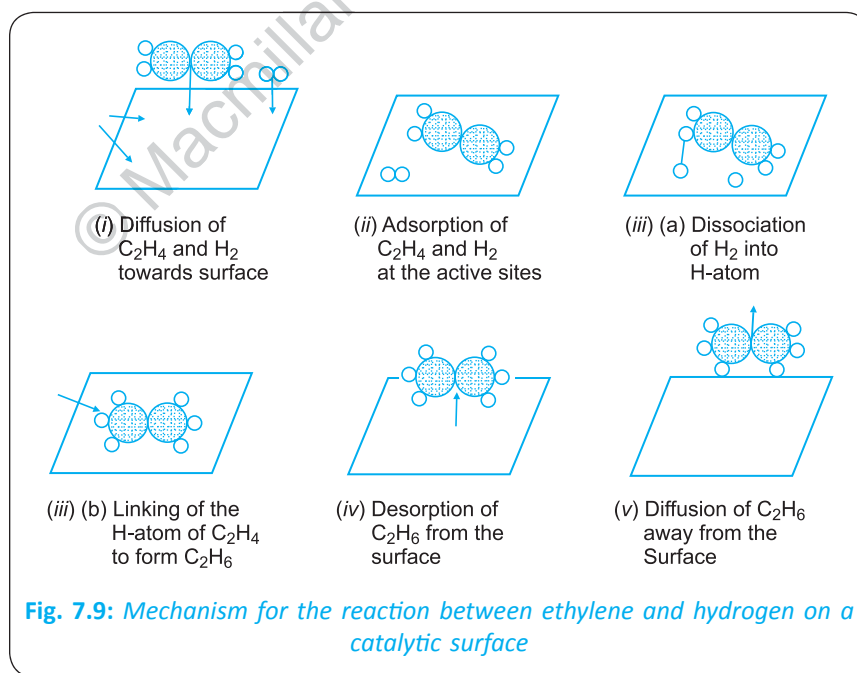 © Macmillan
(i) Diffusion of
C₂H₄ and H₂
towards surface
(ii) Adsorption of
C₂H₄ and H₂
at the active sites
(iii) (a) Dissociation
of H₂ into
H-atom
(iii) (b) Linking of the
H-atom of C₂H₄
to form C₂H₆
(iv) Desorption of
C₂H₆ from the
surface
(v) Diffusion of C₂H₆
away from the
Surface
Fig. 7.9: Mechanism for the reaction between ethylene and hydrogen on a
catalytic surface